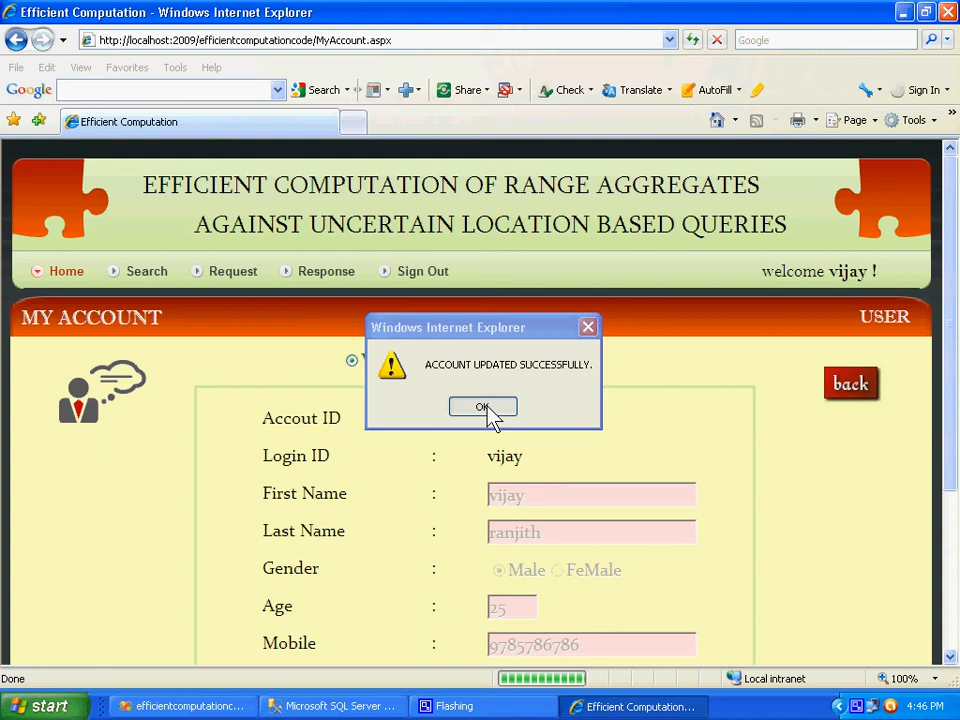 Efficient Computation - Windows Internet Explorer
http://localhost:2009/efficientcomputationcode/MyAccount.aspx
Google
File Edit View Favorites Tools Help
Google Search Share Check Translate AutoFill Sign In
Efficient Computation Page Tools
EFFICIENT COMPUTATION OF RANGE AGGREGATES
AGAINST UNCERTAIN LOCATION BASED QUERIES
Home Search Request Response Sign Out welcome vijay !
MY ACCOUNT USER
Windows Internet Explorer
ACCOUNT UPDATED SUCCESSFULLY.
OK
back
Accout ID
Login ID : vijay
First Name : vijay
Last Name : ranjith
Gender : Male FeMale
Age : 25
Mobile : 9785786786
Done Local intranet 100%
start efficientcomputationc... Microsoft SQL Server ... Flashing Efficient Computation... 4:46 PM